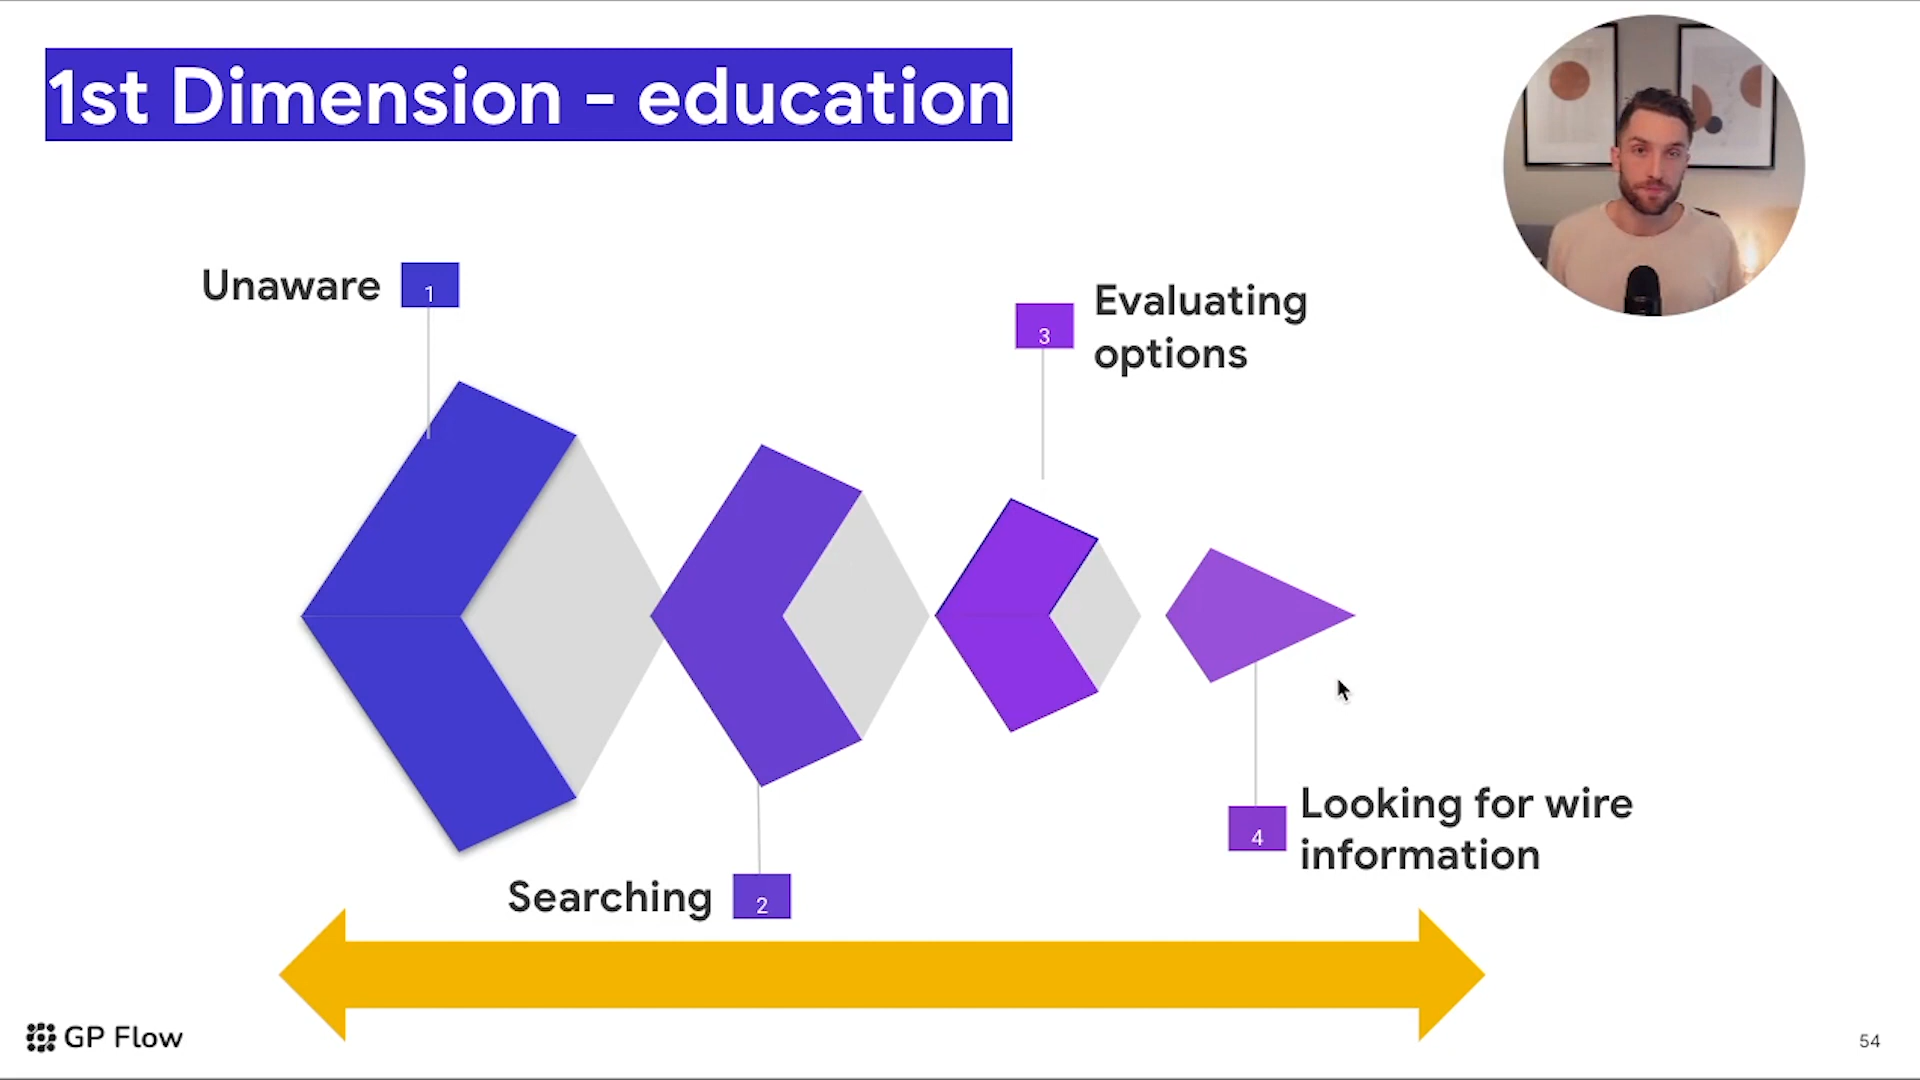 1st Dimension - education
Unaware
1
3
Evaluating
options
4
Looking for wire
information
Searching
2
GP Flow
54